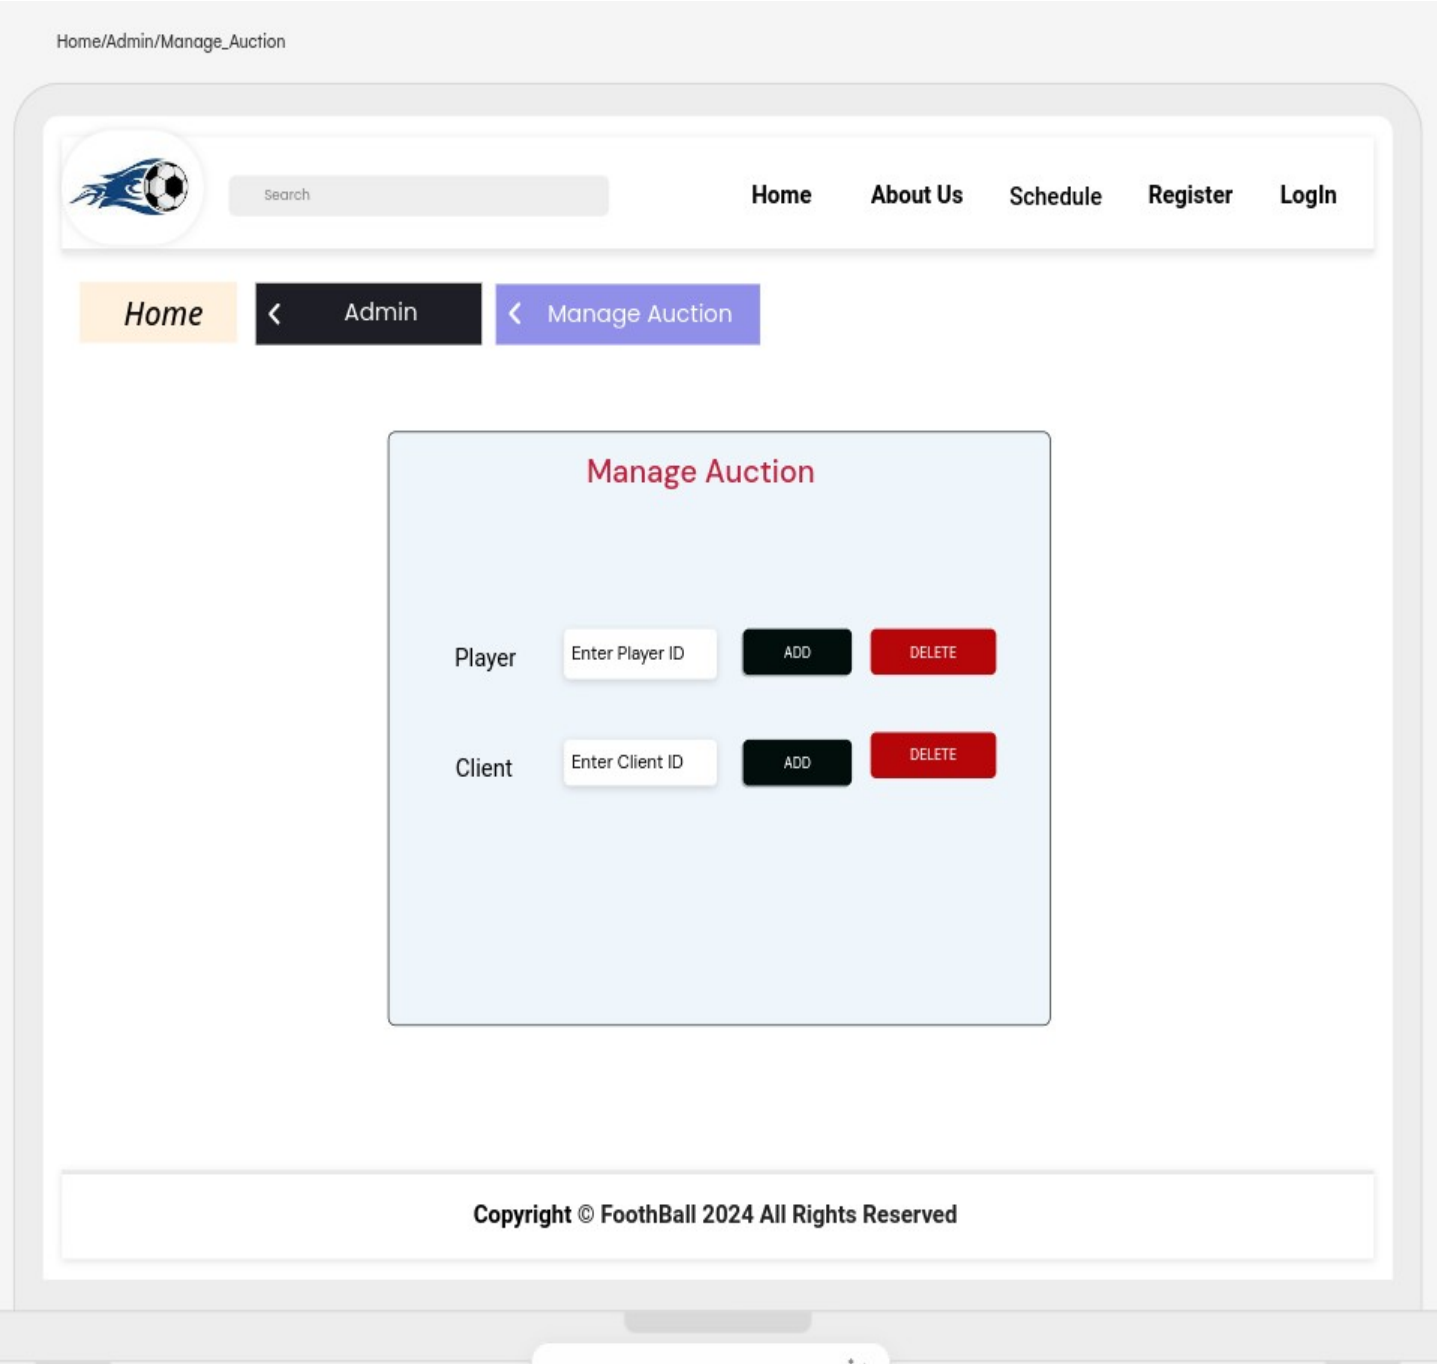 Home/Admin/Manage_Auction
Search
Home About Us Schedule Register LogIn
Home Admin Manage Auction
Manage Auction
Player Enter Player ID ADD DELETE
Client Enter Client ID ADD DELETE
Copyright © FoothBall 2024 All Rights Reserved